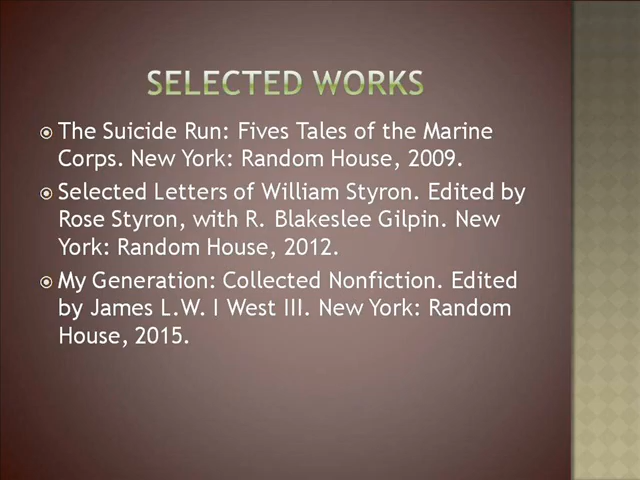 SELECTED WORKS
The Suicide Run: Fives Tales of the Marine
Corps. New York: Random House, 2009.
Selected Letters of William Styron. Edited by
Rose Styron, with R. Blakeslee Gilpin. New
York: Random House, 2012.
My Generation: Collected Nonfiction. Edited
by James L.W. I West III. New York: Random
House, 2015.